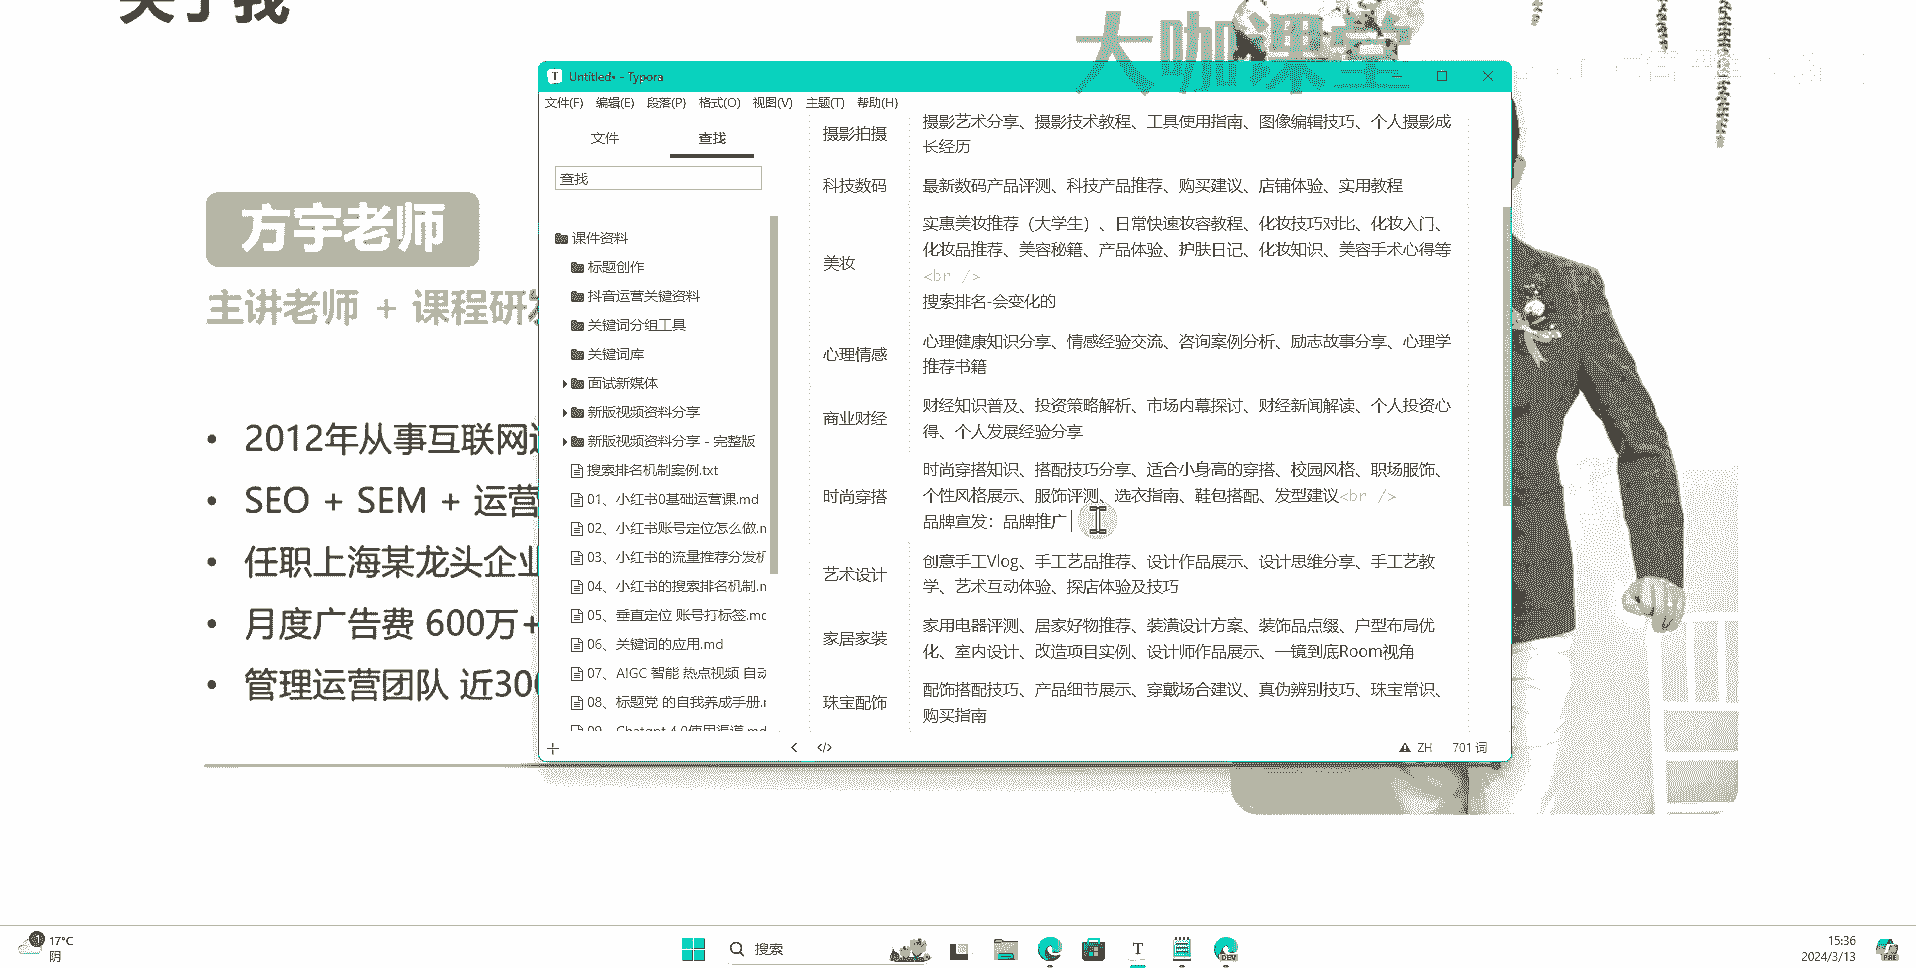 关于我
大咖课堂
方宇老师
主讲老师 + 课程研发
2012年从事互联网运
SEO + SEM + 运营
任职上海某龙头企业
月度广告费 600万+
管理运营团队 近300
Untitled• - Typora
文件(F) 编辑(E) 段落(P) 格式(O) 视图(V) 主题(T) 帮助(H)
文件 查找
查找
课件资料
标题创作
抖音运营关键资料
关键词分组工具
关键词库
面试新媒体
新版视频资料分享
新版视频资料分享 - 完整版
搜索排名机制案例.txt
01、小红书0基础运营课.md
02、小红书账号定位怎么做.n
03、小红书的流量推荐分发机
04、小红书的搜索排名机制.n
05、垂直定位 账号打标签.mc
06、关键词的应用.md
07、AIGC 智能 热点视频 自动
08、标题党 的自我养成手册.r
09、Chatgpt 4.0使用渠道.md
摄影拍摄
摄影艺术分享、摄影技术教程、工具使用指南、图像编辑技巧、个人摄影成
长经历
科技数码
最新数码产品评测、科技产品推荐、购买建议、店铺体验、实用教程
美妆
实惠美妆推荐（大学生）、日常快速妆容教程、化妆技巧对比、化妆入门、
化妆品推荐、美容秘籍、产品体验、护肤日记、化妆知识、美容手术心得等
<br />
搜索排名-会变化的
心理情感
心理健康知识分享、情感经验交流、咨询案例分析、励志故事分享、心理学
推荐书籍
商业财经
财经知识普及、投资策略解析、市场内幕探讨、财经新闻解读、个人投资心
得、个人发展经验分享
时尚穿搭
时尚穿搭知识、搭配技巧分享、适合小身高的穿搭、校园风格、职场服饰、
个性风格展示、服饰评测、选衣指南、鞋包搭配、发型建议<br />
品牌宣发：品牌推广
艺术设计
创意手工Vlog、手工艺品推荐、设计作品展示、设计思维分享、手工艺教
学、艺术互动体验、探店体验及技巧
家居家装
家用电器评测、居家好物推荐、装潢设计方案、装饰品点缀、户型布局优
化、室内设计、改造项目实例、设计师作品展示、一镜到底Room视角
珠宝配饰
配饰搭配技巧、产品细节展示、穿戴场合建议、真伪辨别技巧、珠宝常识、
购买指南
ZH 701 词
17°C
阴
搜索
15:36
2024/3/13